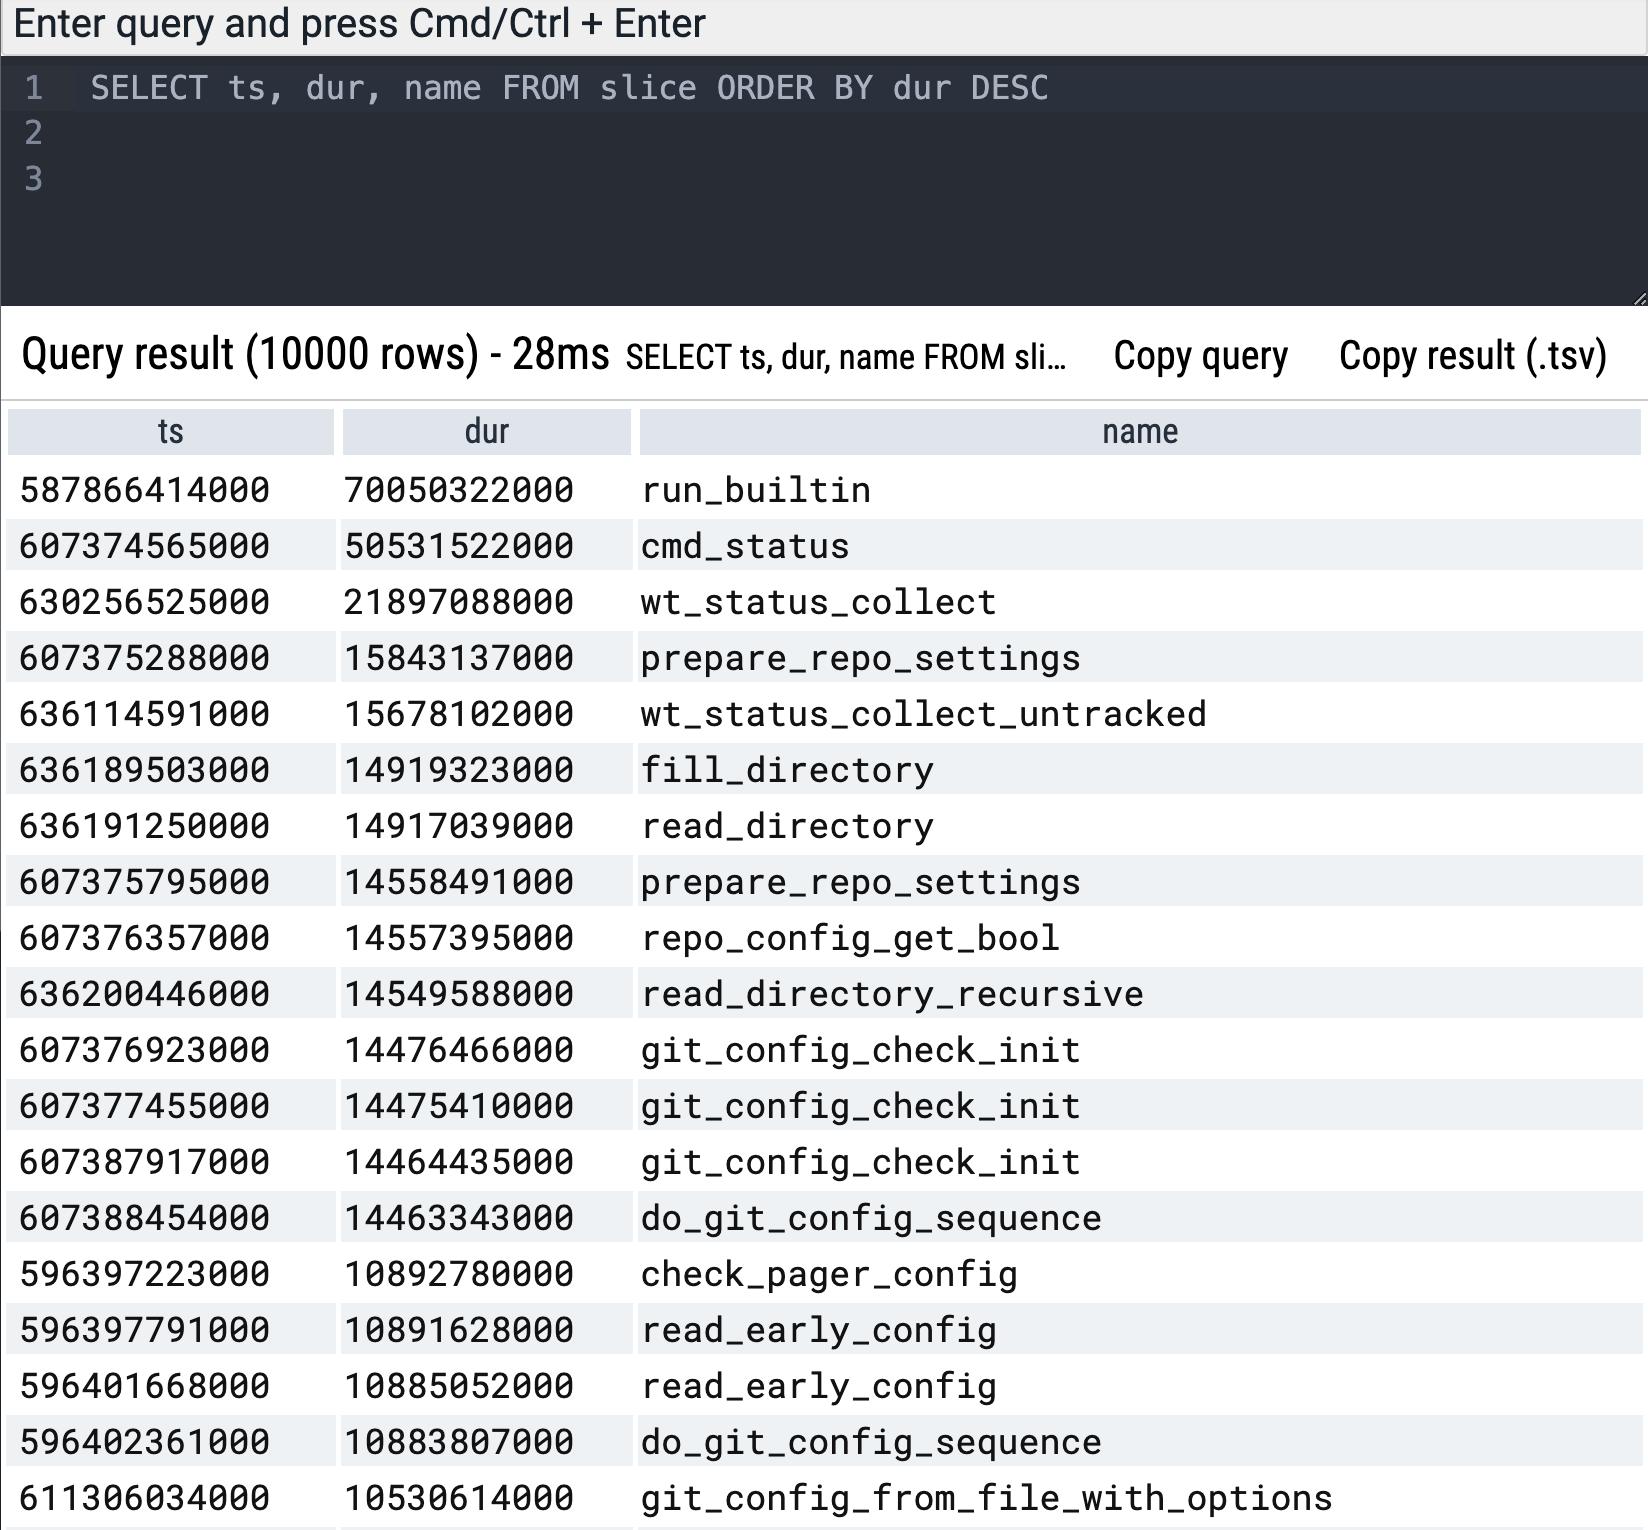 Enter query and press Cmd/Ctrl + Enter
1 SELECT ts, dur, name FROM slice ORDER BY dur DESC
2
3
Query result (10000 rows) - 28ms SELECT ts, dur, name FROM sli... Copy query Copy result (.tsv)
ts dur name
587866414000 70050322000 run_builtin
607374565000 50531522000 cmd_status
630256525000 21897088000 wt_status_collect
607375288000 15843137000 prepare_repo_settings
636114591000 15678102000 wt_status_collect_untracked
636189503000 14919323000 fill_directory
636191250000 14917039000 read_directory
607375795000 14558491000 prepare_repo_settings
607376357000 14557395000 repo_config_get_bool
636200446000 14549588000 read_directory_recursive
607376923000 14476466000 git_config_check_init
607377455000 14475410000 git_config_check_init
607387917000 14464435000 git_config_check_init
607388454000 14463343000 do_git_config_sequence
596397223000 10892780000 check_pager_config
596397791000 10891628000 read_early_config
596401668000 10885052000 read_early_config
596402361000 10883807000 do_git_config_sequence
611306034000 10530614000 git_config_from_file_with_options